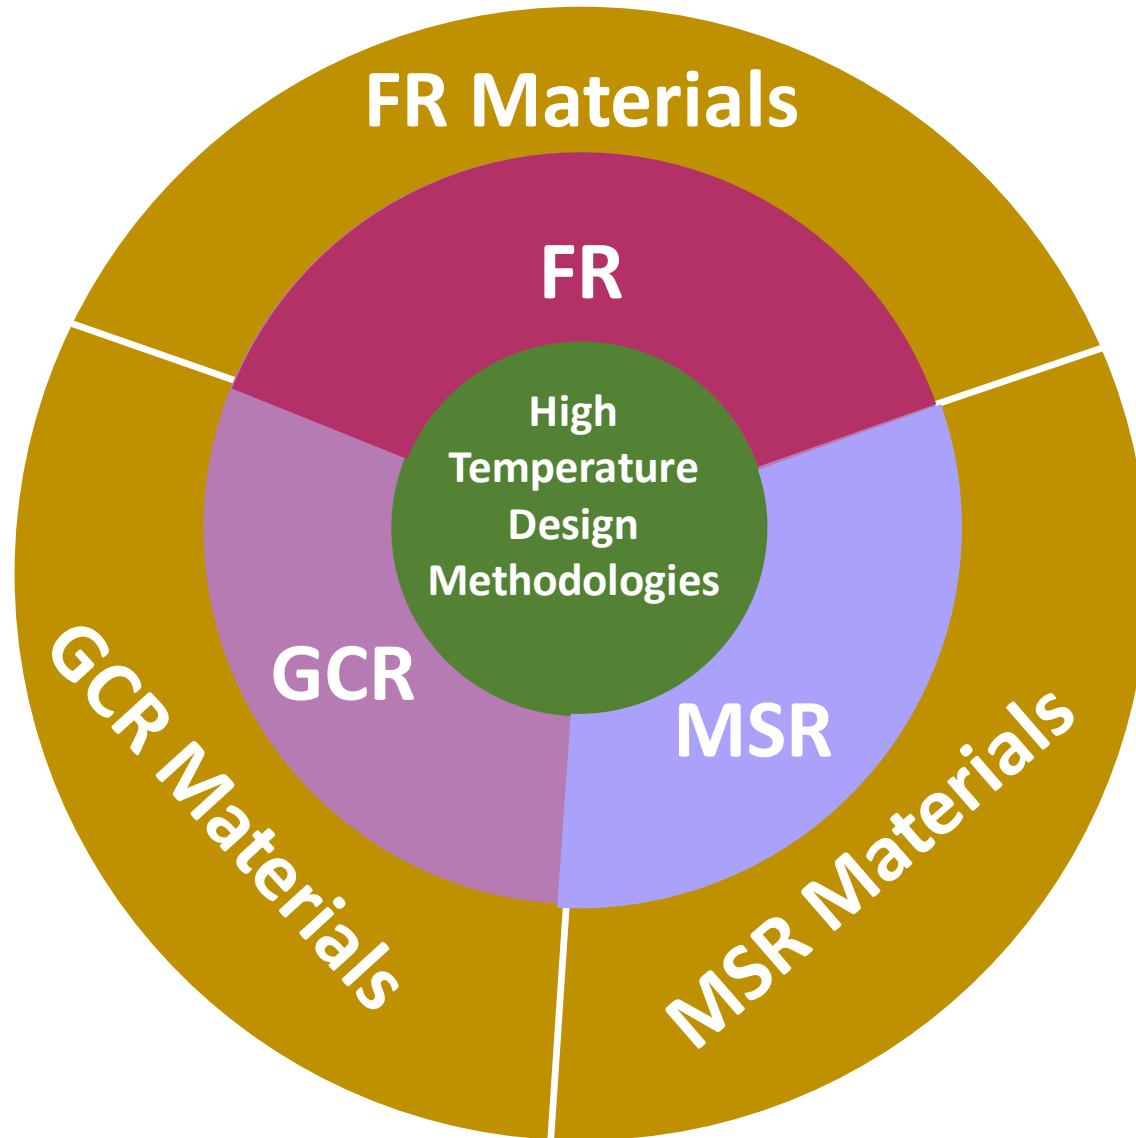 FR Materials
FR
High
Temperature
Design
Methodologies
GCR
MSR
GCR Materials
MSR Materials